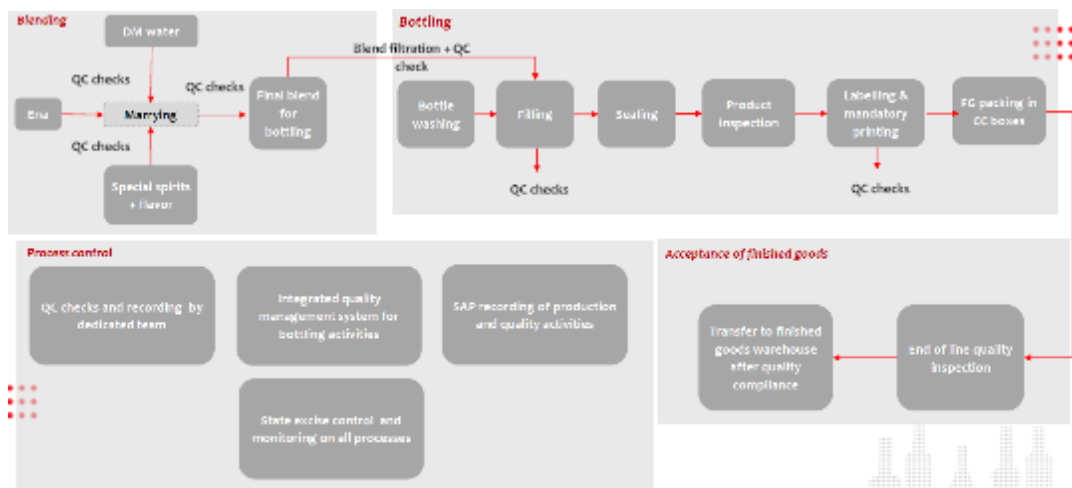 Blending
DM water
QC checks
QC checks
Ena
Marrying
QC checks
Special spirits
+ flavor
Final blend
for
bottling
Bottling
Blend filtration + QC
check
Bottle
washing
Filling
Sealing
Product
inspection
Labelling &
mandatory
printing
FG packing in
CC boxes
QC checks
QC checks
Process control
QC checks and recording by
dedicated team
Integrated quality
management system for
bottling activities
SAP recording of production
and quality activities
State excise control and
monitoring on all processes
Acceptance of finished goods
Transfer to finished
goods warehouse
after quality
compliance
End of line quality
inspection